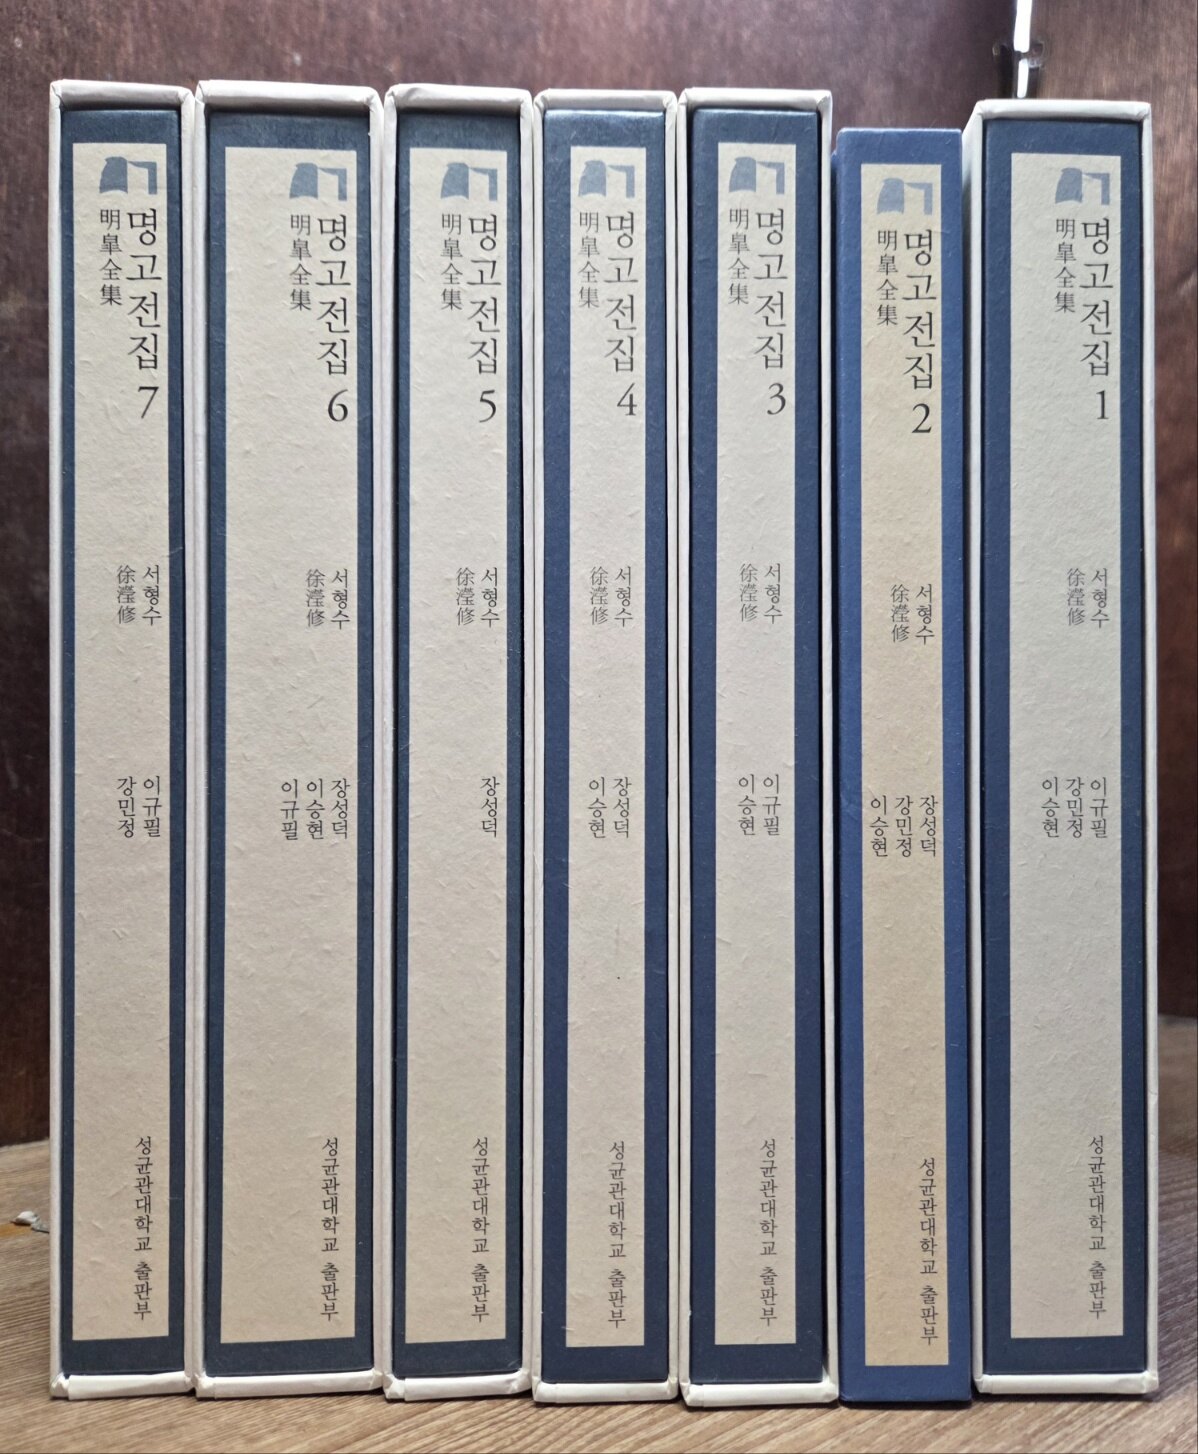 명고전집 7
明皐全集
서형수
徐瀅修
이규필
강민정
성균관대학교 출판부
명고전집 6
明皐全集
서형수
徐瀅修
장성덕
이승현
이규필
성균관대학교 출판부
명고전집 5
明皐全集
서형수
徐瀅修
장성덕
성균관대학교 출판부
명고전집 4
明皐全集
서형수
徐瀅修
장성덕
이승현
성균관대학교 출판부
명고전집 3
明皐全集
서형수
徐瀅修
이규필
이승현
성균관대학교 출판부
명고전집 2
明皐全集
서형수
徐瀅修
장성덕
강민정
이승현
성균관대학교 출판부
명고전집 1
明皐全集
서형수
徐瀅修
이규필
강민정
이승현
성균관대학교 출판부